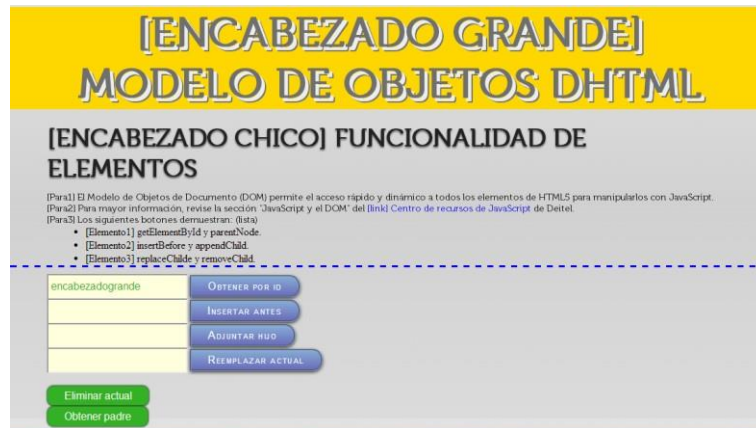 [ENCABEZADO GRANDE]
MODELO DE OBJETOS DHTML
[ENCABEZADO CHICO] FUNCIONALIDAD DE
ELEMENTOS
[Para1] El Modelo de Objetos de Documento (DOM) permite el acceso rápido y dinámico a todos los elementos de HTML5 para manipularlos con JavaScript.
[Para2] Para mayor información, revise la sección "JavaScript y el DOM" del [link] Centro de recursos de JavaScript de Deitel.
[Para3] Los siguientes botones demuestran: (lista)
• [Elemento1] getElementById y parentNode.
• [Elemento2] insertBefore y appendChild.
• [Elemento3] replaceChilde y removeChild.
encabezadogrande OBTENER POR ID
INSERTAR ANTES
ADJUNTAR HIJO
REEMPLAZAR ACTUAL
Eliminar actual
Obtener padre